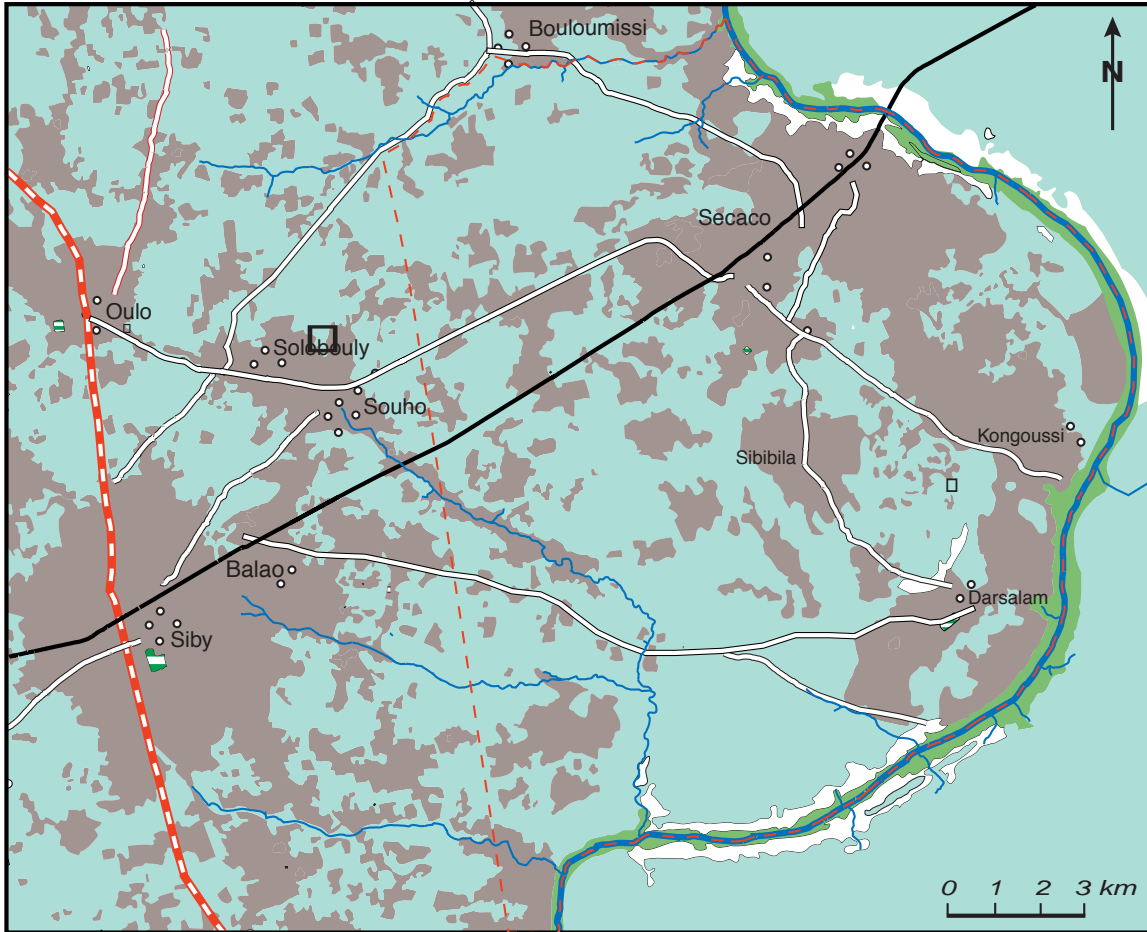 Bouloumissi
N
Secaco
Oulo
Solobouly
Souho
Kongoussi
Sibibila
Balao
Darsalam
Siby
0 1 2 3 km